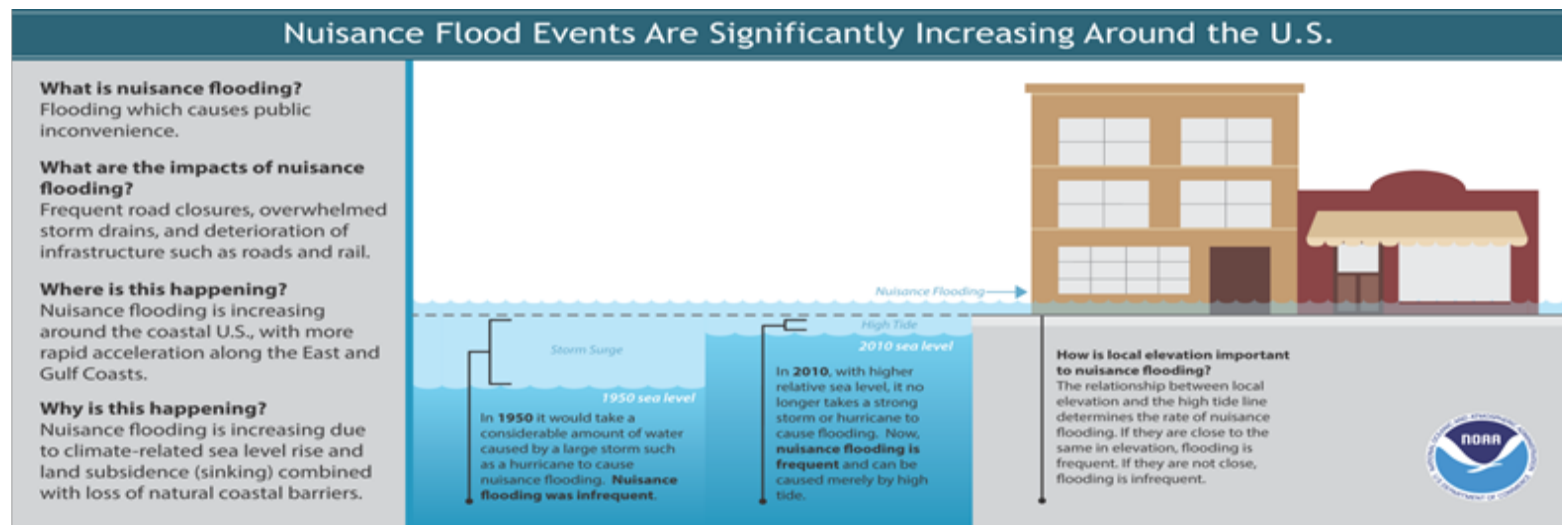 Nuisance Flood Events Are Significantly Increasing Around the U.S.
What is nuisance flooding?
Flooding which causes public
inconvenience.
What are the impacts of nuisance
flooding?
Frequent road closures, overwhelmed
storm drains, and deterioration of
infrastructure such as roads and rail.
Where is this happening?
Nuisance flooding is increasing
around the coastal U.S., with more
rapid acceleration along the East and
Gulf Coasts.
Why is this happening?
Nuisance flooding is increasing due
to climate-related sea level rise and
land subsidence (sinking) combined
with loss of natural coastal barriers.
Storm Surge
1950 sea level
In 1950 it would take a
considerable amount of water
caused by a large storm such
as a hurricane to cause
nuisance flooding. Nuisance
flooding was infrequent.
Nuisance Flooding
High Tide
2010 sea level
In 2010, with higher
relative sea level, it no
longer takes a strong
storm or hurricane to
cause flooding. Now,
nuisance flooding is
frequent and can be
caused merely by high
tide.
How is local elevation important
to nuisance flooding?
The relationship between local
elevation and the high tide line
determines the rate of nuisance
flooding. If they are close to the
same in elevation, flooding is
frequent. If they are not close,
flooding is infrequent.
NATIONAL OCEANIC AND ATMOSPHERIC ADMINISTRATION
NOAA
U.S. DEPARTMENT OF COMMERCE